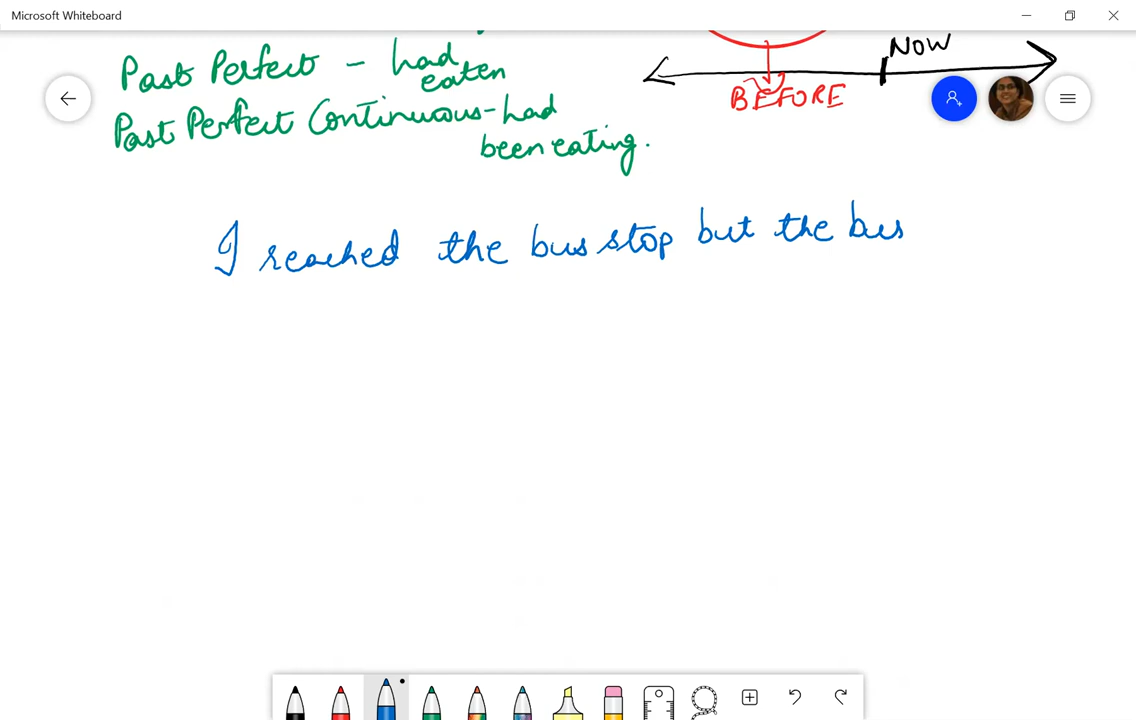 Microsoft Whiteboard
NOW
Past Perfect - had
eaten
BEFORE
Past Perfect Continuous - had
been eating.
I reached the bus stop but the bus